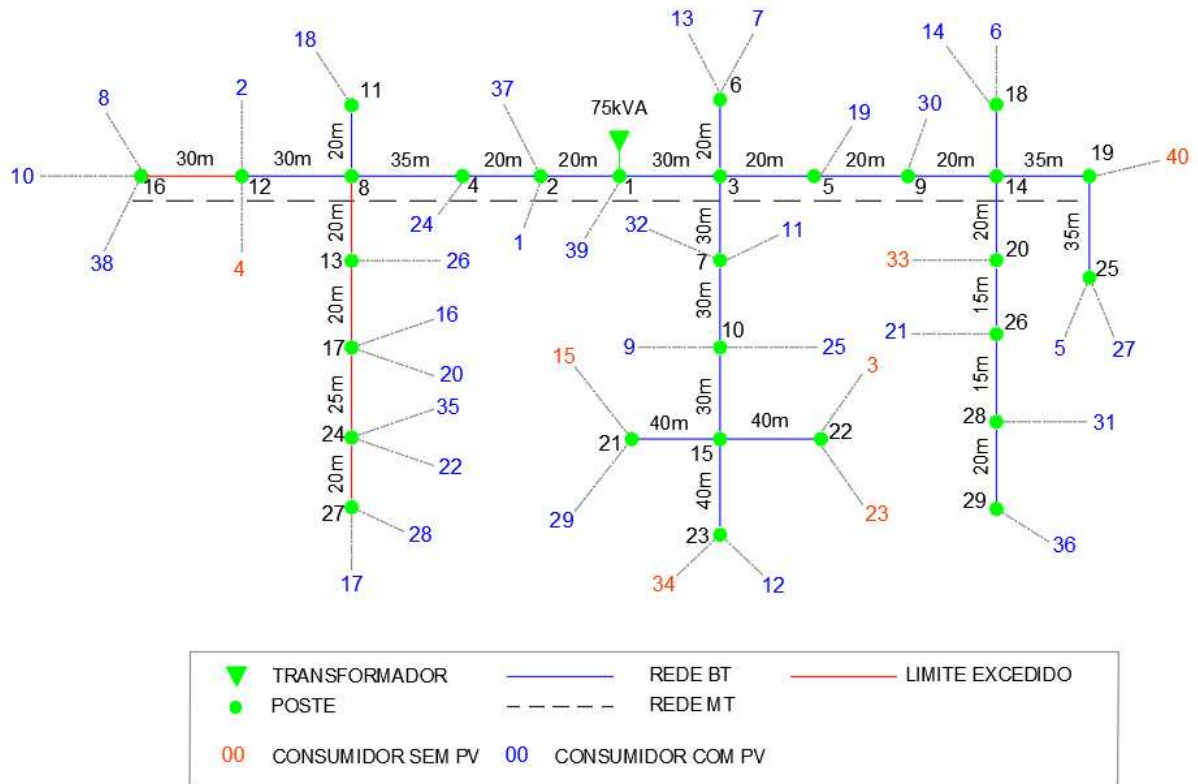 13 7
18 6
14
11 6 18
8 2 37 75kVA 19 30
20m 20m
30m 30m 35m 20m 20m 30m 20m 20m 20m 35m 19 40
10 16 12 8 4 2 1 3 5 9 14
38 4 20m 24 1 39 32 30m 11 20m 35m
13 26 7 33 20 25
20m 16 30m 21 15m 5 27
17 20 9 10 25 26
25m 35 15 30m 3 15m
24 22 40m 40m 28 31
20m 21 15 22 20m
27 28 29 40m 23 29 36
17 23
34 12
TRANSFORMADOR REDE BT LIMITE EXCEDIDO
POSTE REDE MT
00 CONSUMIDOR SEM PV 00 CONSUMIDOR COM PV